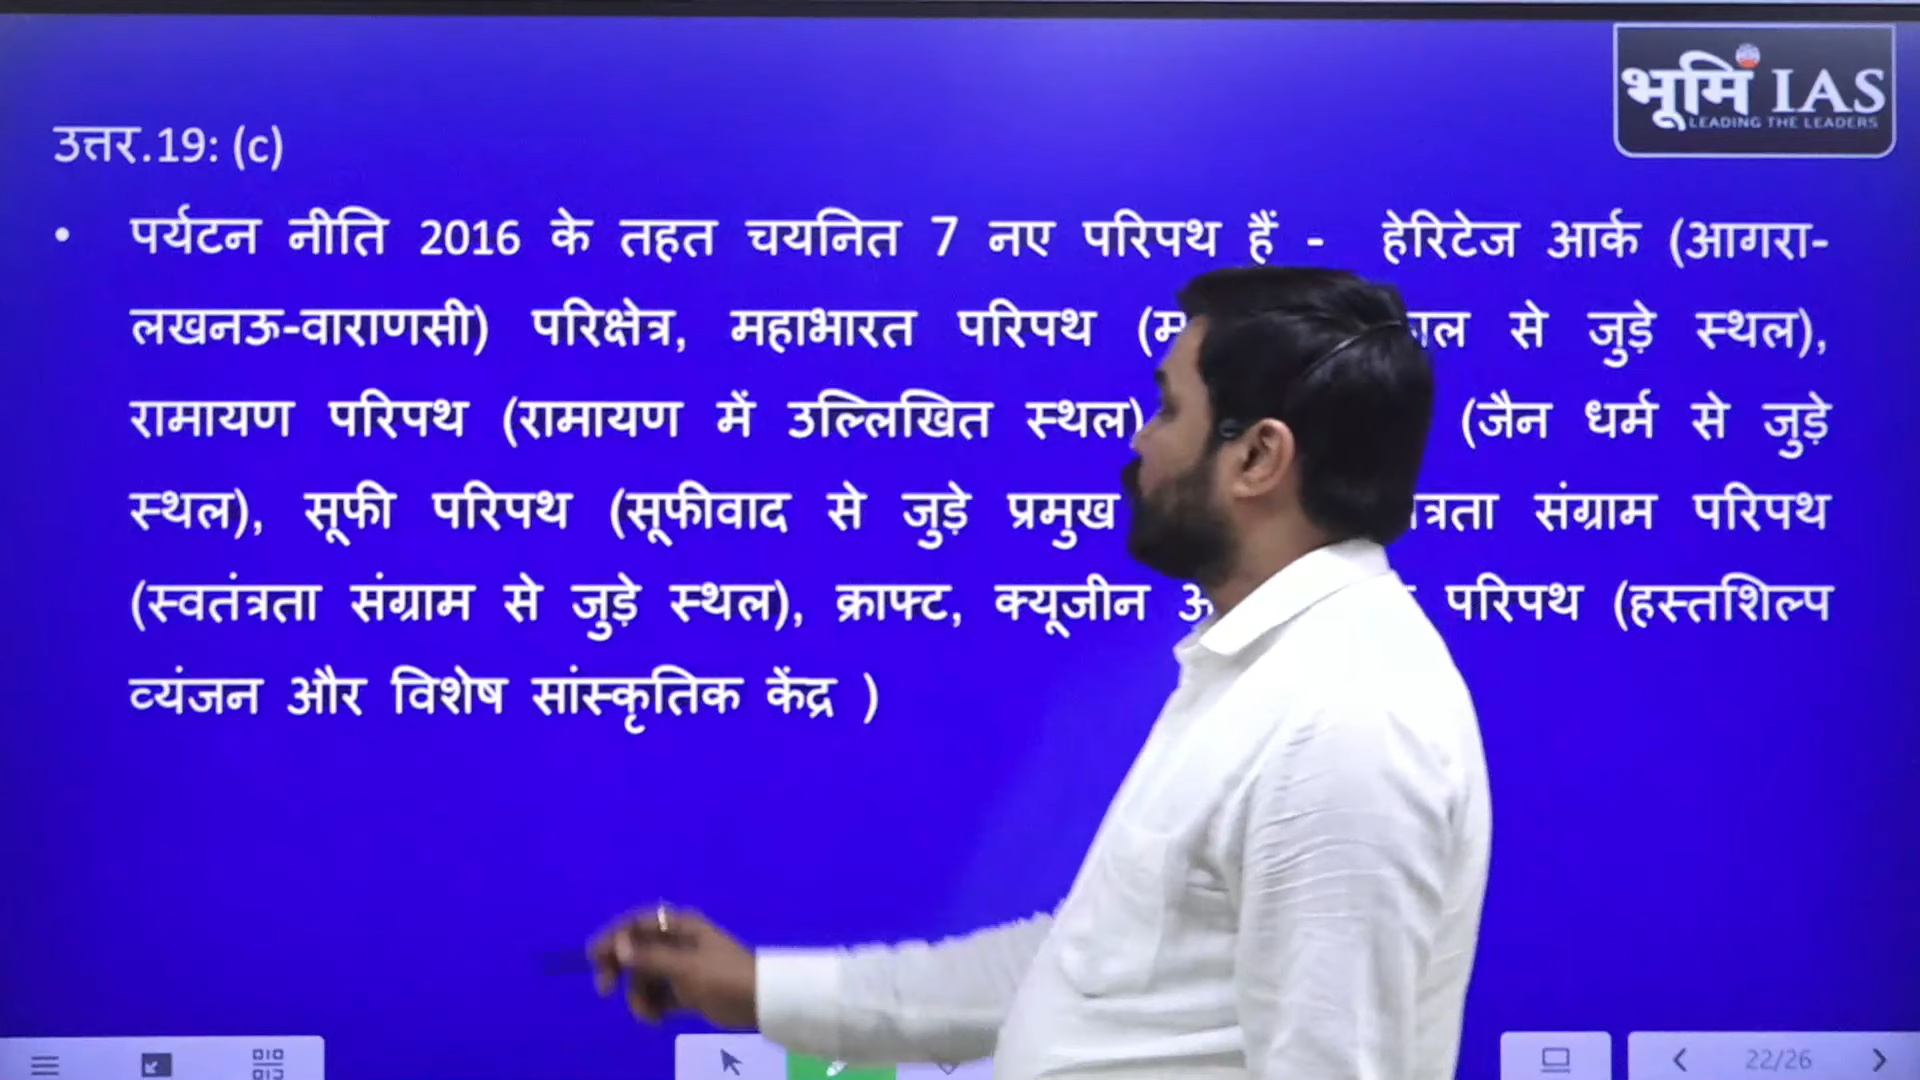 भूमि IAS
LEADING THE LEADERS
उत्तर.19: (c)
• पर्यटन नीति 2016 के तहत चयनित 7 नए परिपथ हैं - हेरिटेज आर्क (आगरा-
लखनऊ-वाराणसी) परिक्षेत्र, महाभारत परिपथ ( से जुड़े स्थल),
रामायण परिपथ (रामायण में उल्लिखित स्थल) (जैन धर्म से जुड़े
स्थल), सूफी परिपथ (सूफीवाद से जुड़े प्रमुख संग्राम परिपथ
(स्वतंत्रता संग्राम से जुड़े स्थल), क्राफ्ट, क्यूजीन परिपथ (हस्तशिल्प
व्यंजन और विशेष सांस्कृतिक केंद्र )
22/26